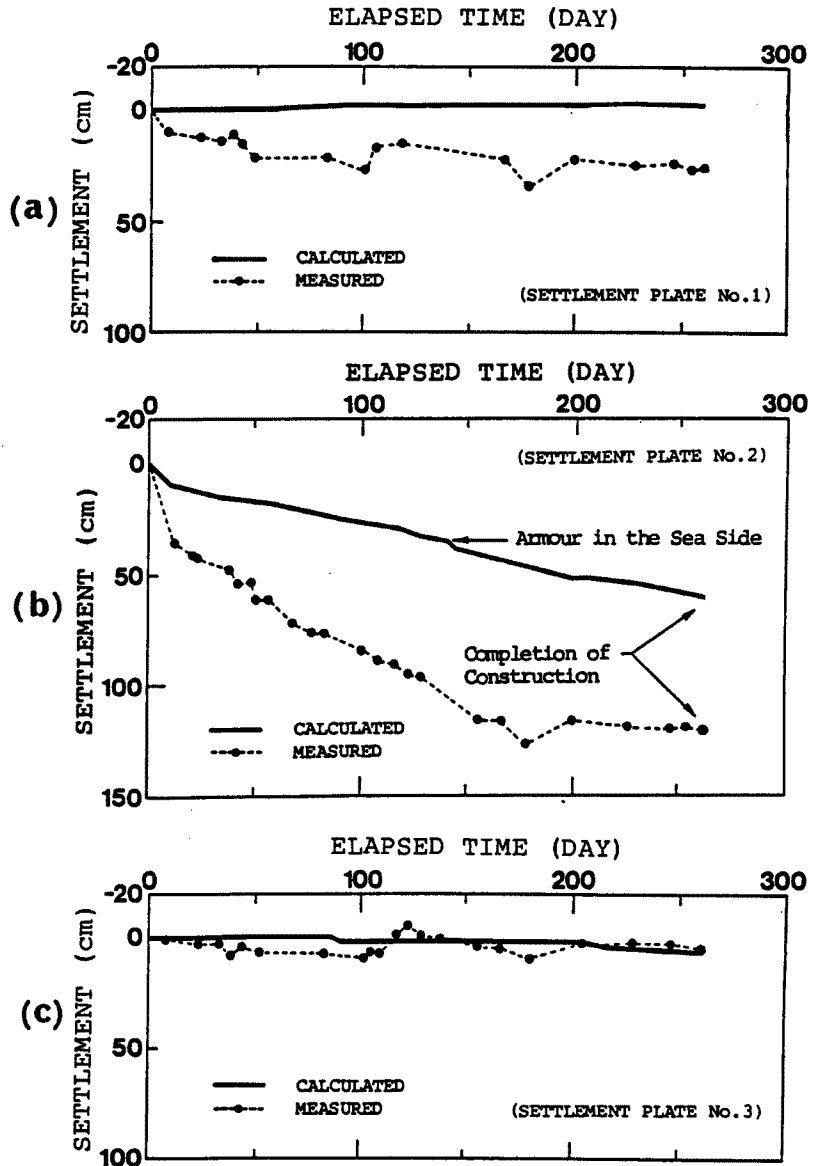 ELAPSED TIME (DAY)
0 100 200 300
-20
0
50
100
SETTLEMENT (cm)
(a)
CALCULATED
MEASURED
(SETTLEMENT PLATE No.1)
ELAPSED TIME (DAY)
0 100 200 300
-20
0
50
100
150
SETTLEMENT (cm)
(b)
(SETTLEMENT PLATE No.2)
Armour in the Sea Side
Completion of
Construction
CALCULATED
MEASURED
ELAPSED TIME (DAY)
0 100 200 300
-20
0
50
100
SETTLEMENT (cm)
(c)
CALCULATED
MEASURED
(SETTLEMENT PLATE No.3)